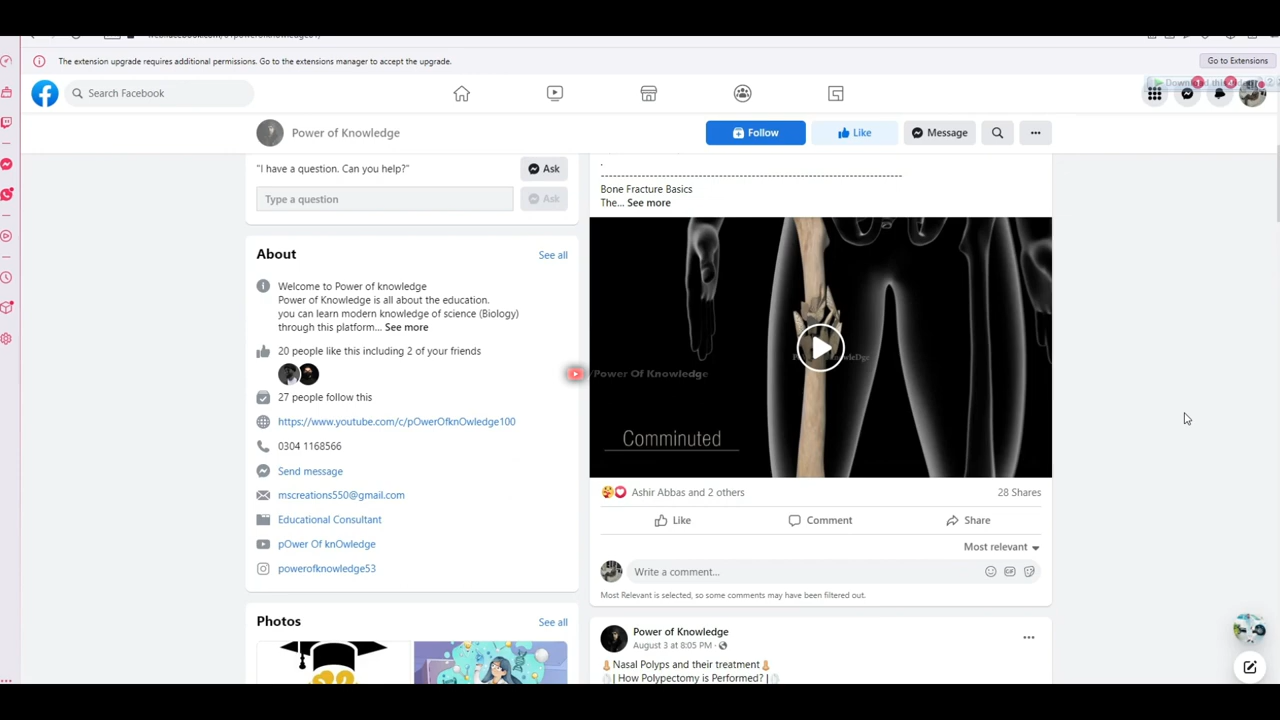 The extension upgrade requires additional permissions. Go to the extensions manager to accept the upgrade.
Go to Extensions
Search Facebook
Power of Knowledge
Follow
Like
Message
"I have a question. Can you help?"
Ask
Type a question
Ask
About
See all
Welcome to Power of knowledge
Power of Knowledge is all about the education.
you can learn modern knowledge of science (Biology)
through this platform... See more
20 people like this including 2 of your friends
27 people follow this
https://www.youtube.com/c/pOwerOfknOwledge100
0304 1168566
Send message
mscreations550@gmail.com
Educational Consultant
pOwer Of knOwledge
powerofknowledge53
Photos
See all
.
--------------------------------------------------------------------------
Bone Fracture Basics
The... See more
/Power Of Knowledge
Comminuted
Ashir Abbas and 2 others
28 Shares
Like
Comment
Share
Most relevant
Write a comment...
GIF
Most Relevant is selected, so some comments may have been filtered out.
Power of Knowledge
August 3 at 8:05 PM ·
Nasal Polyps and their treatment
| How Polypectomy is Performed? |